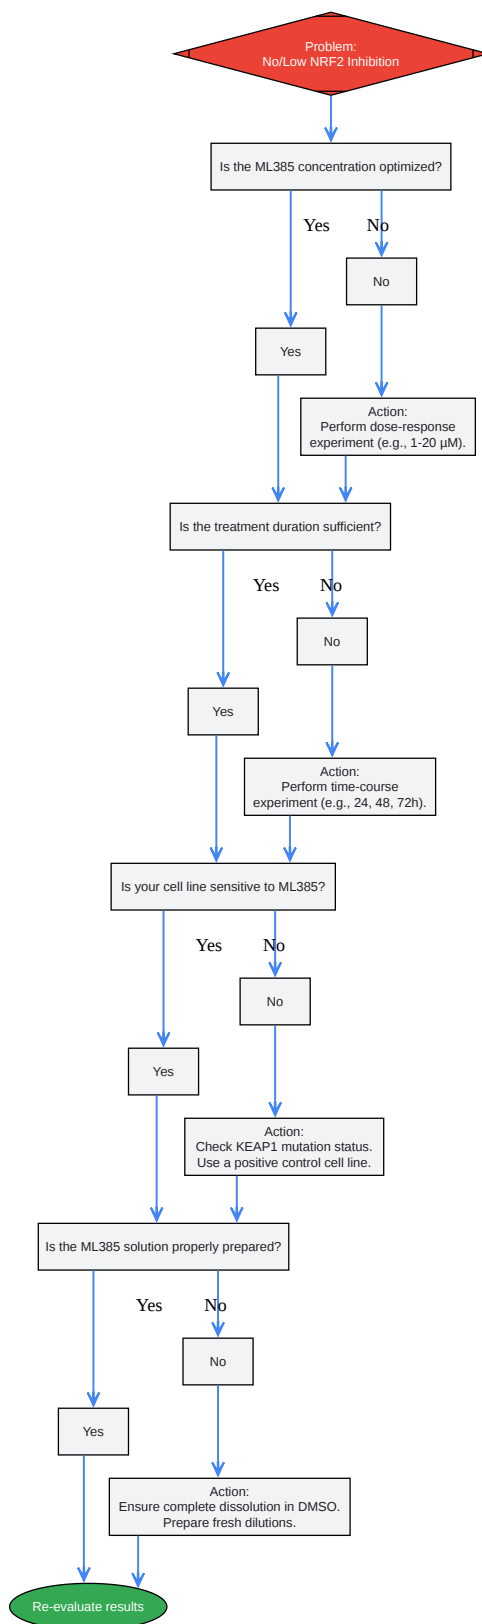 Problem:
No/Low NRF2 Inhibition
Is the ML385 concentration optimized?
Yes
No
No
Yes
Action:
Perform dose-response
experiment (e.g., 1-20 µM).
Is the treatment duration sufficient?
Yes
No
No
Yes
Action:
Perform time-course
experiment (e.g., 24, 48, 72h).
Is your cell line sensitive to ML385?
Yes
No
No
Yes
Action:
Check KEAP1 mutation status.
Use a positive control cell line.
Is the ML385 solution properly prepared?
Yes
No
No
Yes
Action:
Ensure complete dissolution in DMSO.
Prepare fresh dilutions.
Re-evaluate results